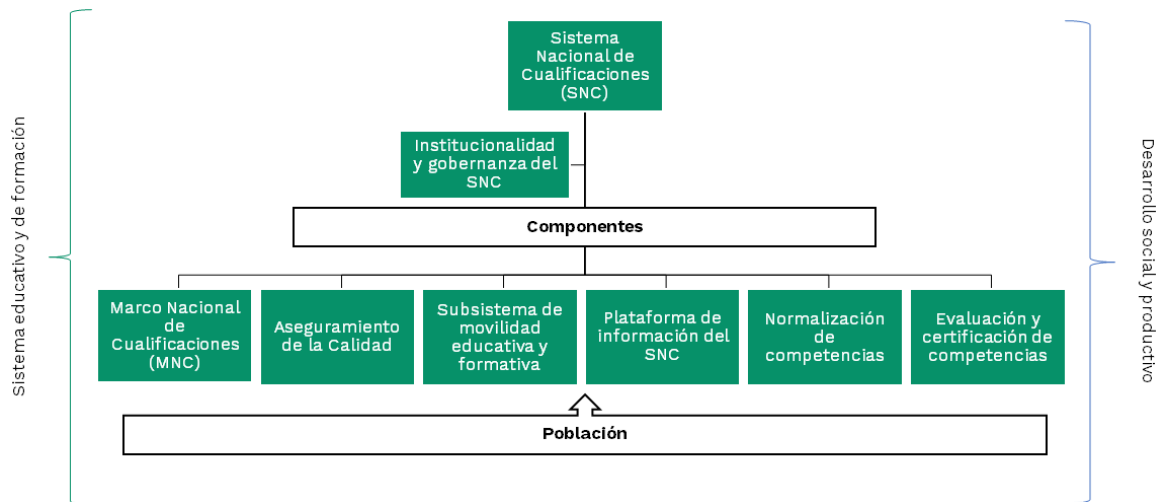 Sistema
Nacional de
Cualificaciones
(SNC)
Institucionalidad
y gobernanza del
SNC
Componentes
Marco Nacional
de
Cualificaciones
(MNC)
Aseguramiento
de la Calidad
Subsistema de
movilidad
educativa y
formativa
Plataforma de
información del
SNC
Normalización
de
competencias
Evaluación y
certificación de
competencias
Población
Sistema educativo y de formación
Desarrollo social y productivo